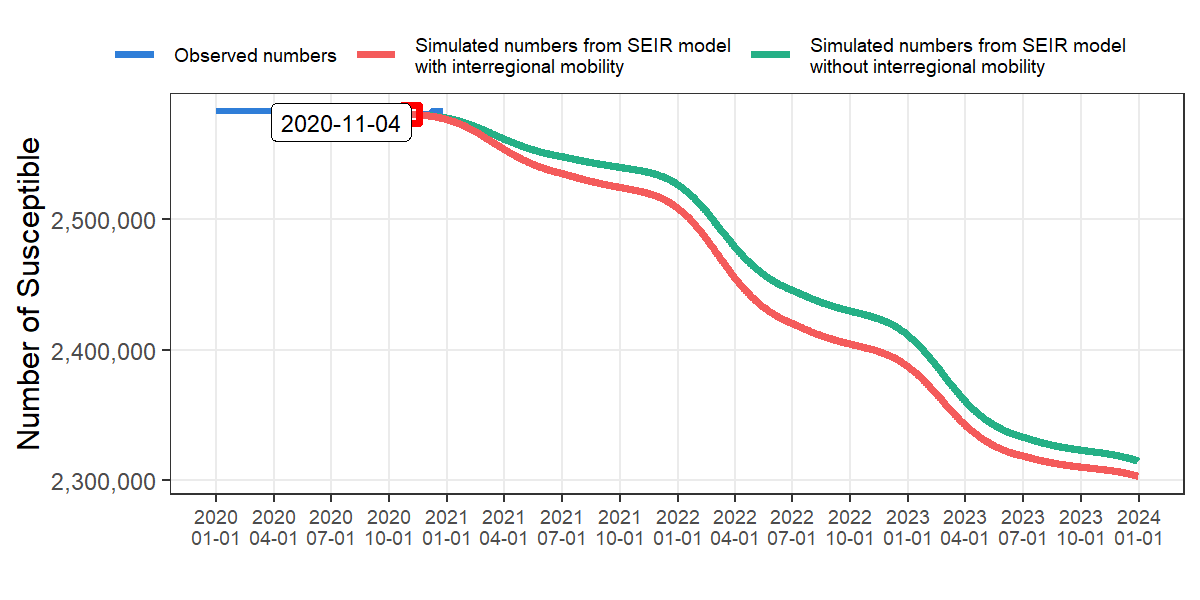 Observed numbers
Simulated numbers from SEIR model
with interregional mobility
Simulated numbers from SEIR model
without interregional mobility
2020-11-04
Number of Susceptible
2,500,000
2,400,000
2,300,000
2020 2020 2020 2020 2021 2021 2021 2021 2022 2022 2022 2022 2023 2023 2023 2023 2024
01-01 04-01 07-01 10-01 01-01 04-01 07-01 10-01 01-01 04-01 07-01 10-01 01-01 04-01 07-01 10-01 01-01